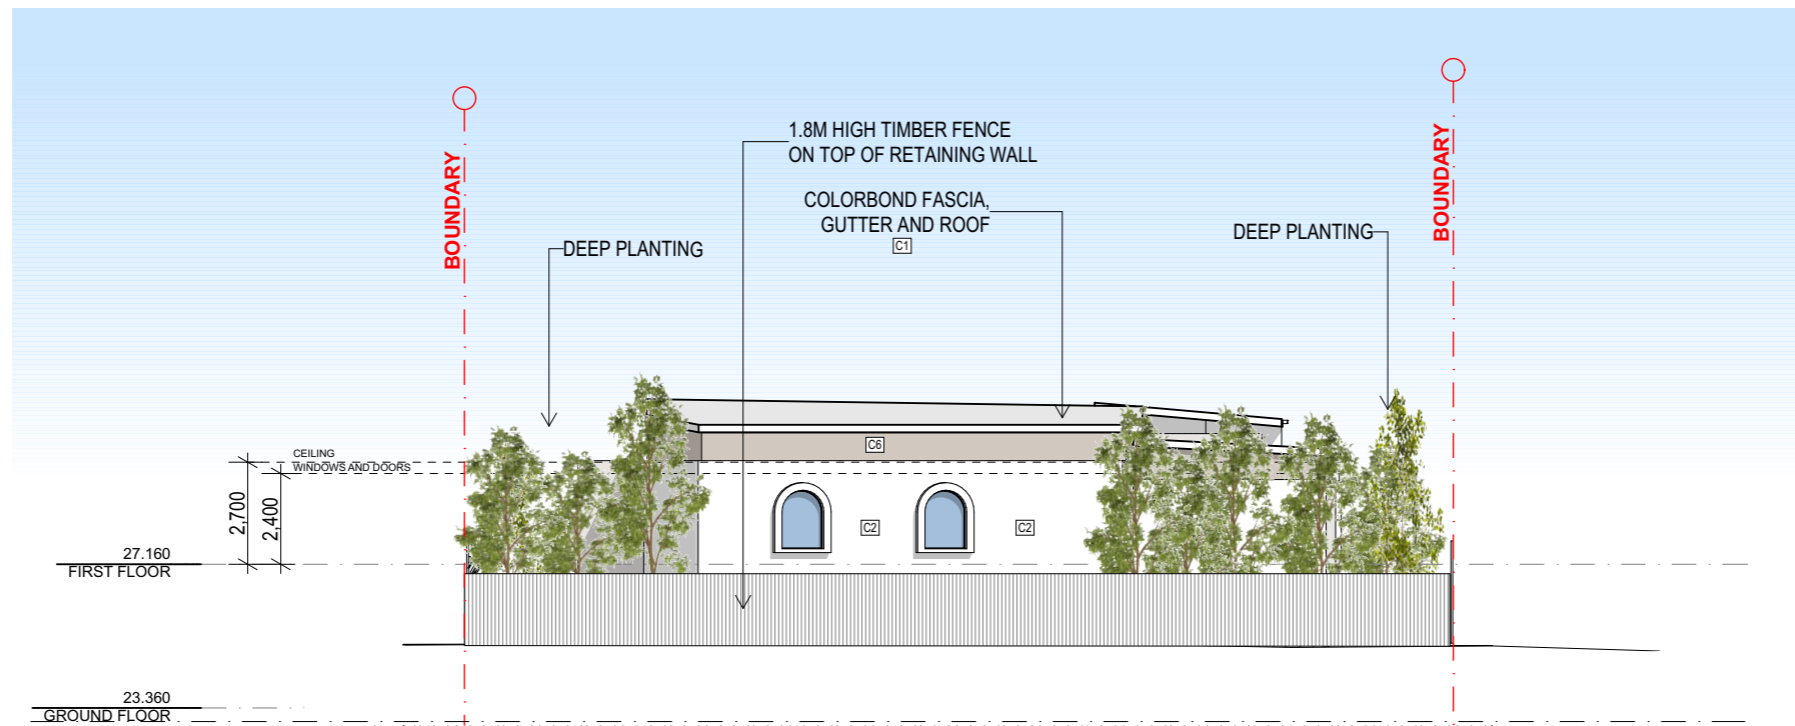 BOUNDARY
BOUNDARY
1.8M HIGH TIMBER FENCE
ON TOP OF RETAINING WALL
COLORBOND FASCIA,
GUTTER AND ROOF
C1
DEEP PLANTING
DEEP PLANTING
C6
CEILING
WINDOWS AND DOORS
2,700
2,400
C2
C2
27.160
FIRST FLOOR
23.360
GROUND FLOOR